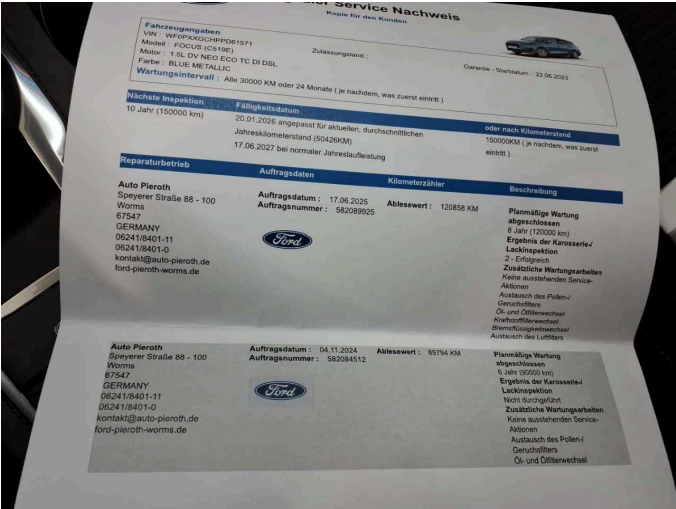 Service Nachweis
Kopie für den Kunden
Fahrzeugangaben
VIN : WF0PXXGCHPPD61571
Modell : FOCUS (C519E)
Zulassungstand :
Garantie - Startdatum : 22.06.2023
Motor : 1.5L DV NEO ECO TC DI DSL
Farbe : BLUE METALLIC
Wartungsintervall : Alle 30000 KM oder 24 Monate ( je nachdem, was zuerst eintritt )
Nächste Inspektion
Fälligkeitsdatum
oder nach Kilometerstand
10 Jahr (150000 km)
20.01.2026 angepasst für aktuellen, durchschnittlichen
Jahreskilometerstand (50426KM)
17.06.2027 bei normaler Jahreslaufleistung
150000KM ( je nachdem, was zuerst
eintritt )
Reparaturbetrieb
Auftragsdaten
Kilometerzähler
Beschreibung
Auto Pieroth
Speyerer Straße 88 - 100
Worms
67547
GERMANY
06241/8401-11
06241/8401-0
kontakt@auto-pieroth.de
ford-pieroth-worms.de
Auftragsdatum : 17.06.2025
Auftragsnummer : 582089925
Ford
Ablesewert : 120858 KM
Planmäßige Wartung
abgeschlossen
8 Jahr (120000 km)
Ergebnis der Karosserie-/
Lackinspektion
2 - Erfolgreich
Zusätzliche Wartungsarbeiten
Keine ausstehenden Service-
Aktionen
Austausch des Pollen-/
Geruchsfilters
Öl- und Ölfilterwechsel
Kraftstofffilterwechsel
Bremsflüssigkeitswechsel
Austausch des Luftfilters
Auto Pieroth
Speyerer Straße 88 - 100
Worms
67547
GERMANY
06241/8401-11
06241/8401-0
kontakt@auto-pieroth.de
ford-pieroth-worms.de
Auftragsdatum : 04.11.2024
Auftragsnummer : 582084512
Ford
Ablesewert : 89794 KM
Planmäßige Wartung
abgeschlossen
6 Jahr (90000 km)
Ergebnis der Karosserie-/
Lackinspektion
Nicht durchgeführt
Zusätzliche Wartungsarbeiten
Keine ausstehenden Service-
Aktionen
Austausch des Pollen-/
Geruchsfilters
Öl- und Ölfilterwechsel